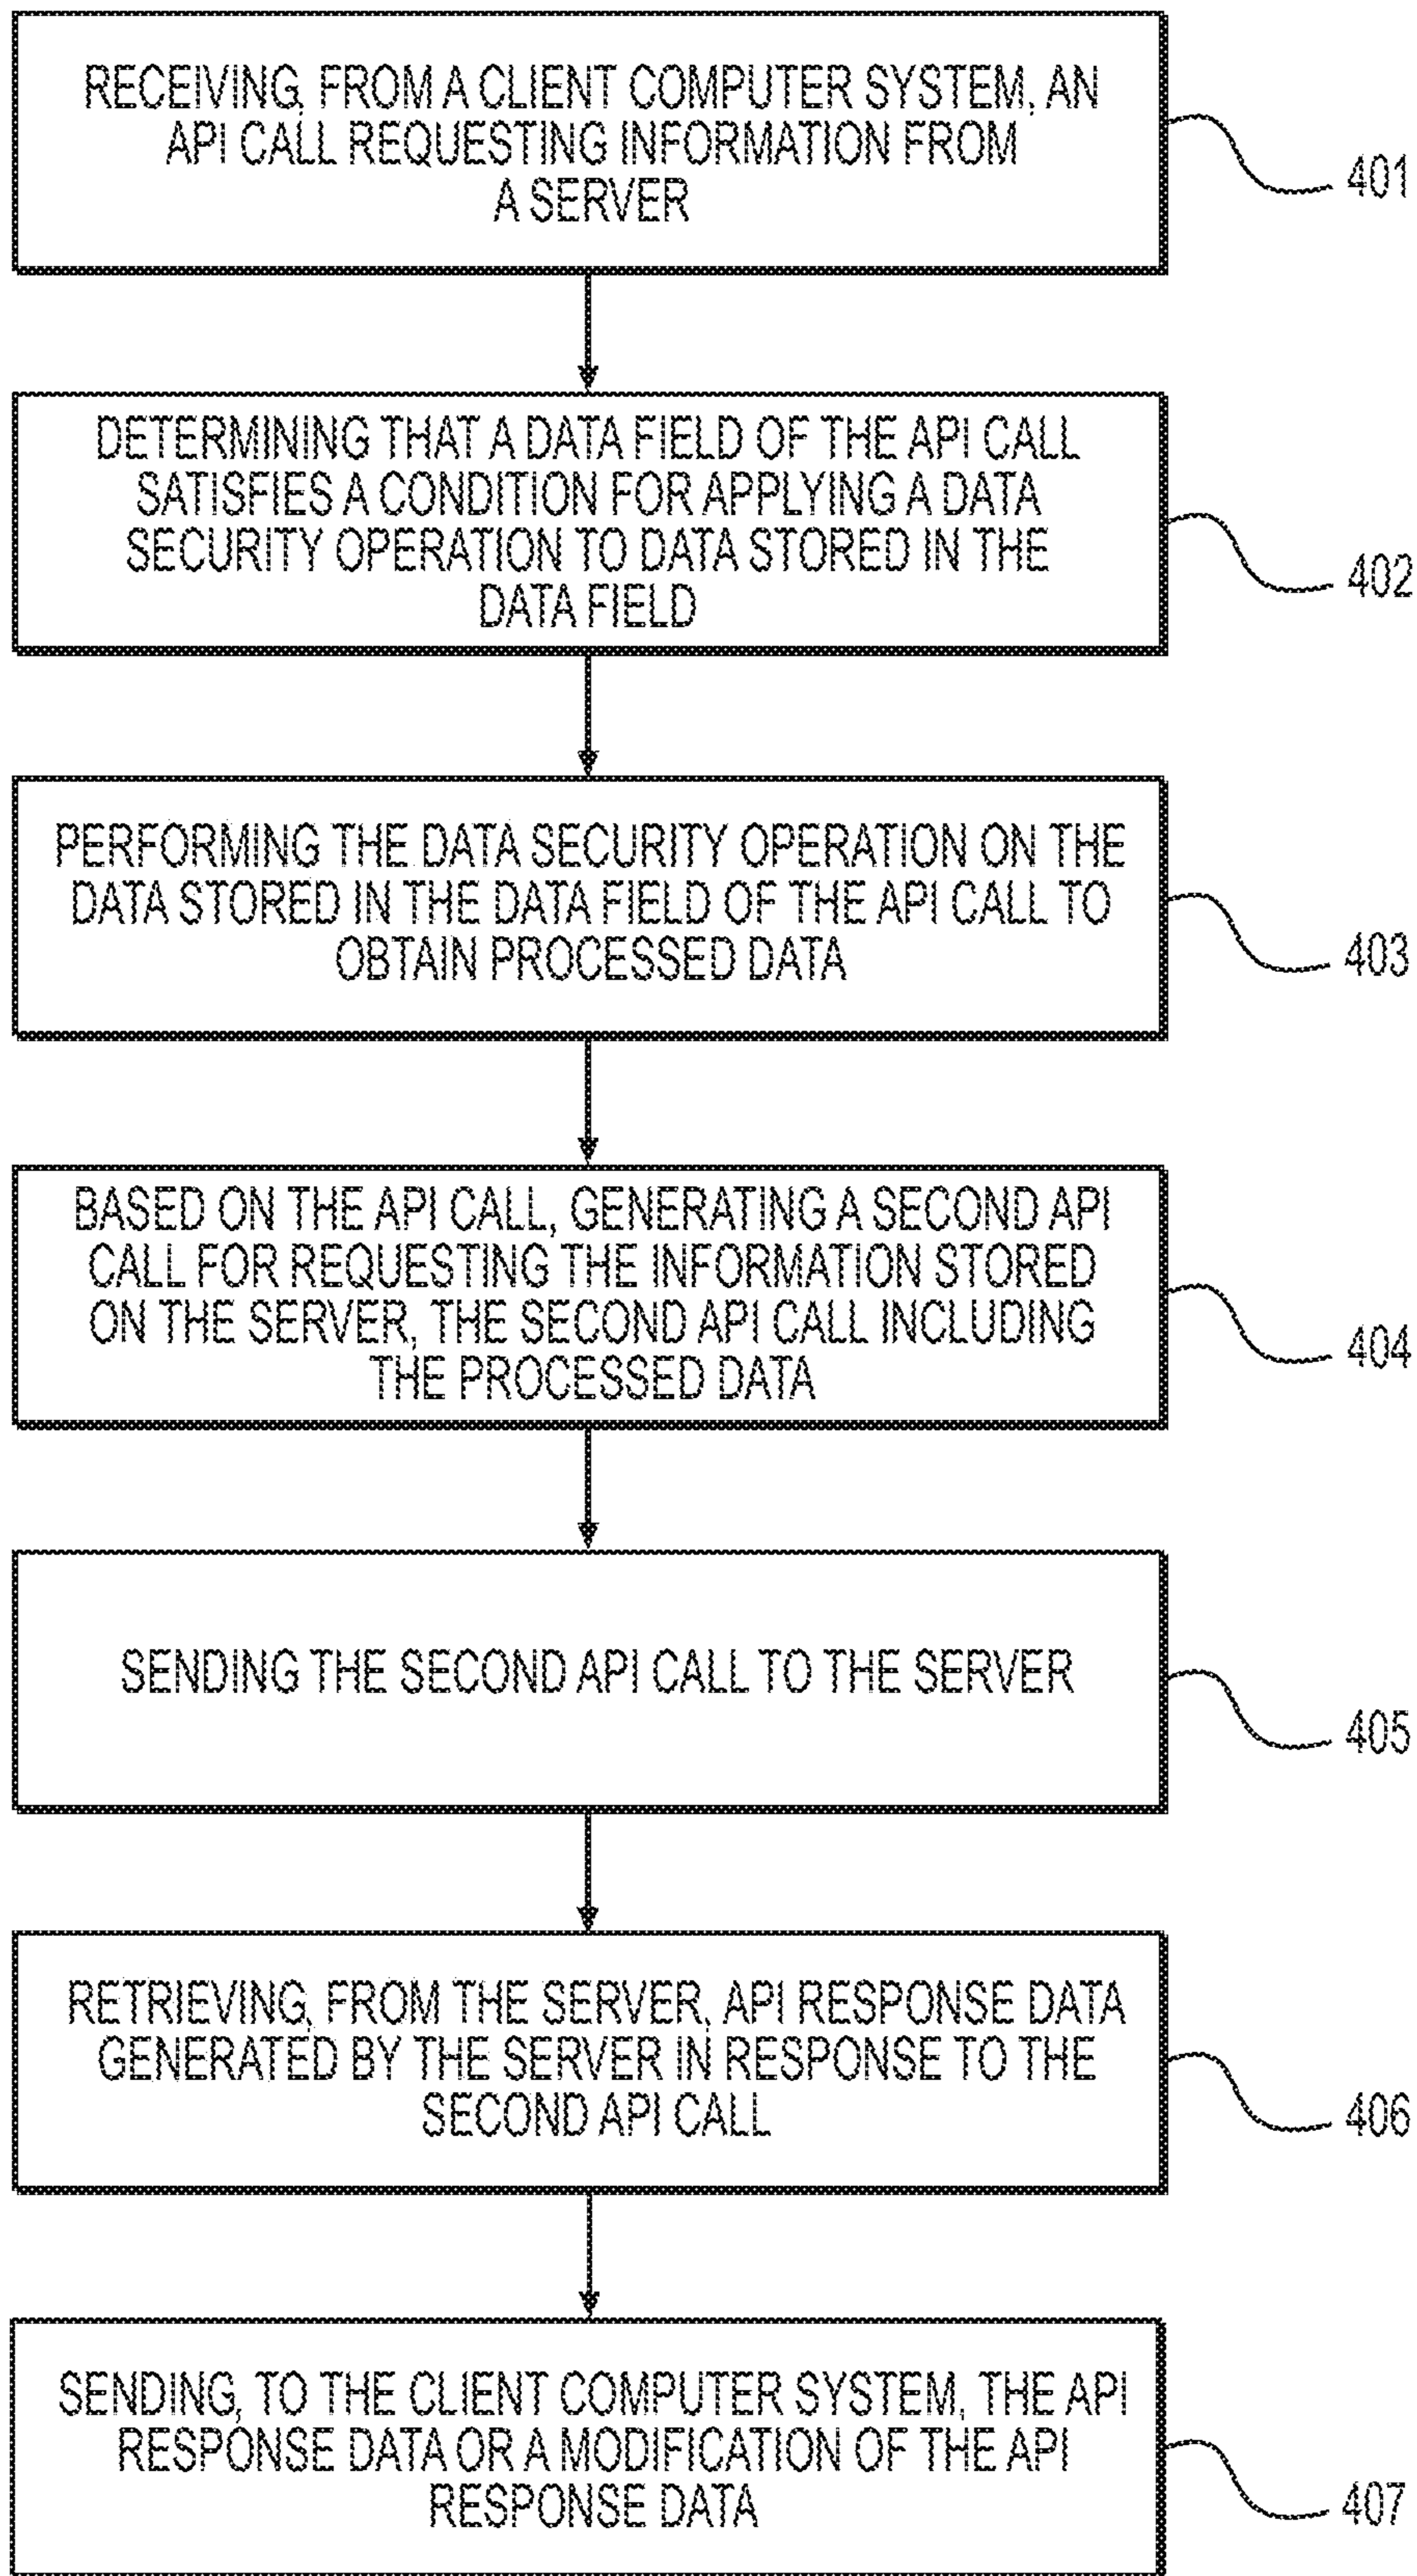 RECEIVING, FROM A CLIENT COMPUTER SYSTEM, AN
API CALL REQUESTING INFORMATION FROM
A SERVER
401
DETERMINING THAT A DATA FIELD OF THE API CALL
SATISFIES A CONDITION FOR APPLYING A DATA
SECURITY OPERATION TO DATA STORED IN THE
DATA FIELD
402
PERFORMING THE DATA SECURITY OPERATION ON THE
DATA STORED IN THE DATA FIELD OF THE API CALL TO
OBTAIN PROCESSED DATA
403
BASED ON THE API CALL, GENERATING A SECOND API
CALL FOR REQUESTING THE INFORMATION STORED
ON THE SERVER, THE SECOND API CALL INCLUDING
THE PROCESSED DATA
404
SENDING THE SECOND API CALL TO THE SERVER
405
RETRIEVING, FROM THE SERVER, API RESPONSE DATA
GENERATED BY THE SERVER IN RESPONSE TO THE
SECOND API CALL
406
SENDING, TO THE CLIENT COMPUTER SYSTEM, THE API
RESPONSE DATA OR A MODIFICATION OF THE API
RESPONSE DATA
407